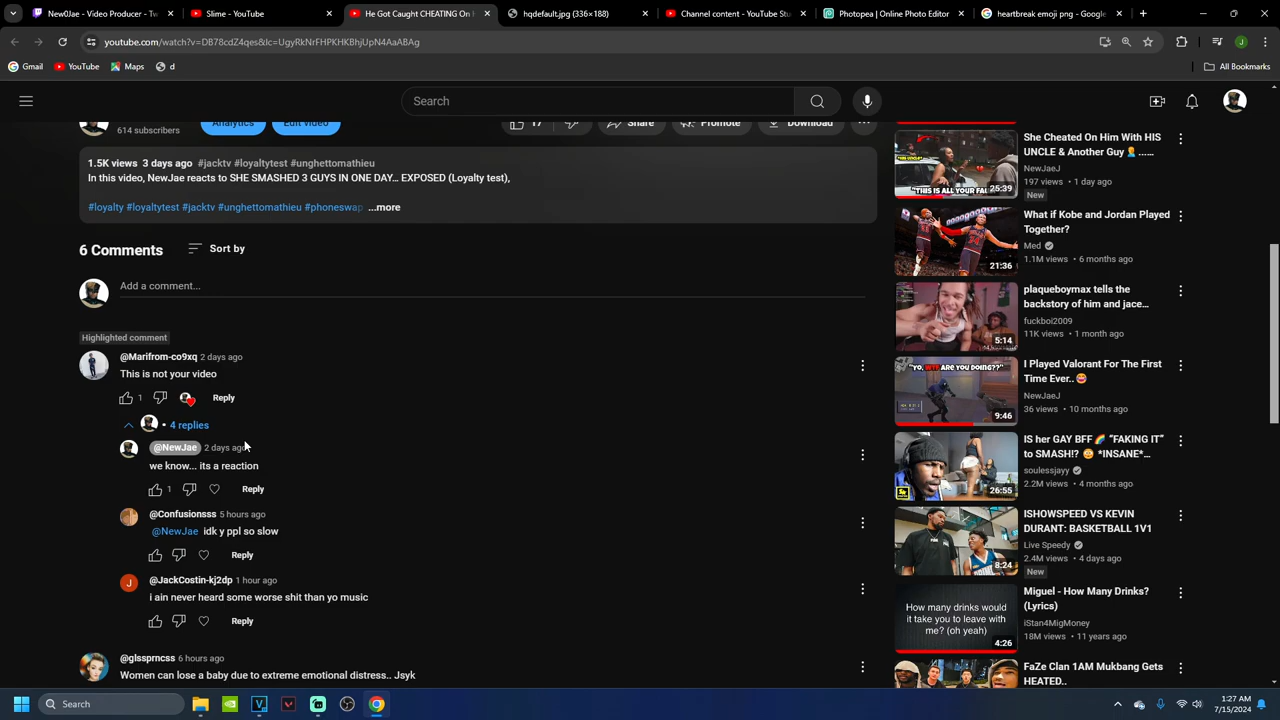 NewJae - Video Producer - Tw
Slime - YouTube
He Got Caught CHEATING On H
hqdefault.jpg (336×188)
Channel content - YouTube Stu
Photopea | Online Photo Editor
heartbreak emoji png - Google
youtube.com/watch?v=DB78cdZ4qes&lc=UgyRkNrFHPKHKBhjUpN4AaABAg
Gmail
YouTube
Maps
d
All Bookmarks
Search
614 subscribers
Analytics
Edit video
17
Share
Promote
Download
1.5K views 3 days ago #jacktv #loyaltytest #unghettomathieu
In this video, NewJae reacts to SHE SMASHED 3 GUYS IN ONE DAY... EXPOSED (Loyalty test),
#loyalty #loyaltytest #jacktv #unghettomathieu #phoneswap ...more
6 Comments
Sort by
Add a comment...
Highlighted comment
@Marifrom-co9xq 2 days ago
This is not your video
1
Reply
• 4 replies
@NewJae 2 days ago
we know... its a reaction
1
Reply
@Confusionsss 5 hours ago
@NewJae idk y ppl so slow
Reply
J
@JackCostin-kj2dp 1 hour ago
i ain never heard some worse shit than yo music
Reply
@glssprncss 6 hours ago
Women can lose a baby due to extreme emotional distress.. Jsyk
"THIS IS ALL YOUR FAU
25:39
She Cheated On Him With HIS
UNCLE & Another Guy🤦......
NewJaeJ
197 views • 1 day ago
New
21:36
What if Kobe and Jordan Played
Together?
Med
1.1M views • 6 months ago
5:14
plaqueboymax tells the
backstory of him and jace...
fuckboi2009
11K views • 1 month ago
"YO, WTF ARE YOU DOING??"
9:46
I Played Valorant For The First
Time Ever..😅
NewJaeJ
36 views • 10 months ago
26:55
IS her GAY BFF🌈 "FAKING IT"
to SMASH!? 😳 *INSANE*...
soulessjayy
2.2M views • 4 months ago
8:24
ISHOWSPEED VS KEVIN
DURANT: BASKETBALL 1V1
Live Speedy
2.4M views • 4 days ago
New
How many drinks would
it take you to leave with
me? (oh yeah)
4:26
Miguel - How Many Drinks?
(Lyrics)
iStan4MigMoney
18M views • 11 years ago
FaZe Clan 1AM Mukbang Gets
HEATED..
Search
1:27 AM
7/15/2024